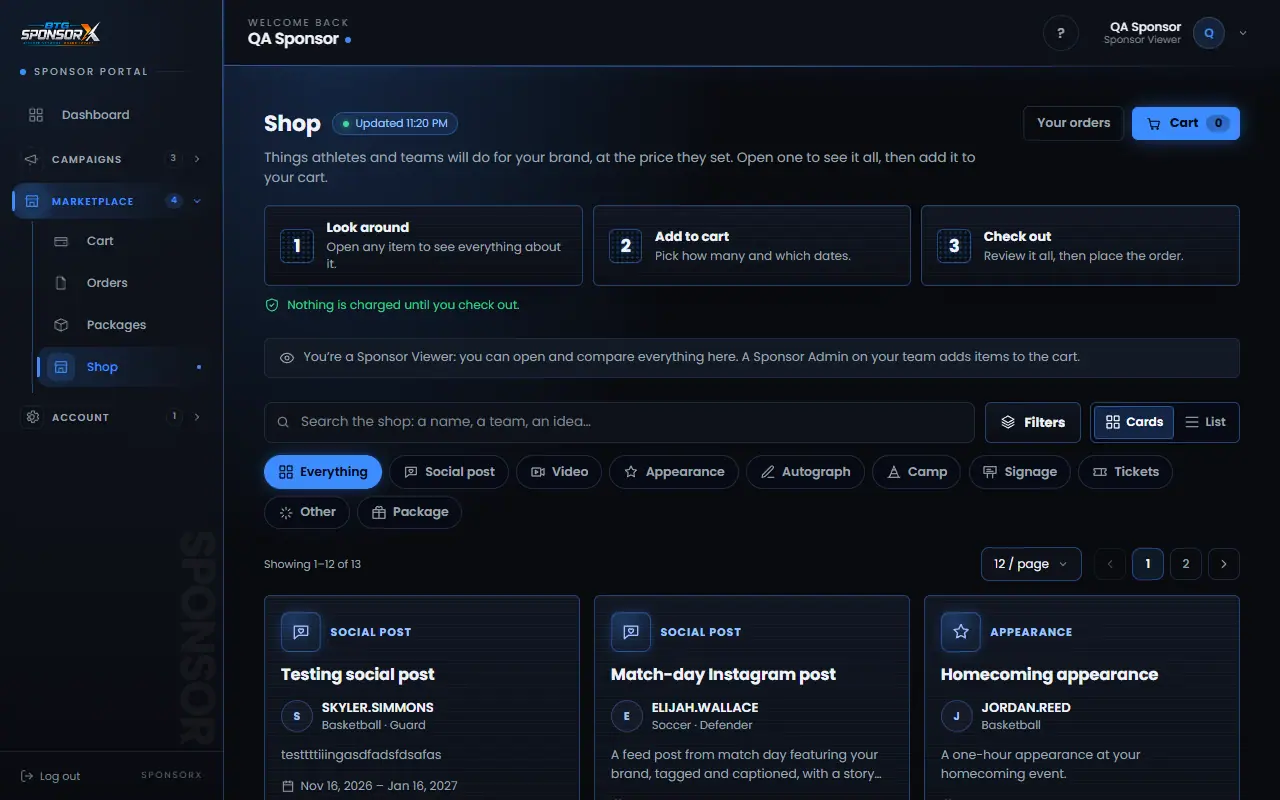 BTG
SPONSORX
SPONSOR PORTAL
Dashboard
CAMPAIGNS 3
MARKETPLACE 4
Cart
Orders
Packages
Shop
ACCOUNT 1
SPONSOR
Log out
SPONSORX
WELCOME BACK
QA Sponsor
?
QA Sponsor
Sponsor Viewer
Q
Shop
Updated 11:20 PM
Your orders
Cart 0
Things athletes and teams will do for your brand, at the price they set. Open one to see it all, then add it to
your cart.
1
Look around
Open any item to see everything about
it.
2
Add to cart
Pick how many and which dates.
3
Check out
Review it all, then place the order.
Nothing is charged until you check out.
You're a Sponsor Viewer: you can open and compare everything here. A Sponsor Admin on your team adds items to the cart.
Search the shop: a name, a team, an idea…
Filters
Cards
List
Everything
Social post
Video
Appearance
Autograph
Camp
Signage
Tickets
Other
Package
Showing 1–12 of 13
12 / page
1
2
SOCIAL POST
Testing social post
S
SKYLER.SIMMONS
Basketball · Guard
testttttiiingasdfadsfdsafas
Nov 16, 2026 – Jan 16, 2027
SOCIAL POST
Match-day Instagram post
E
ELIJAH.WALLACE
Soccer · Defender
A feed post from match day featuring your
brand, tagged and captioned, with a story…
APPEARANCE
Homecoming appearance
J
JORDAN.REED
Basketball
A one-hour appearance at your
homecoming event.